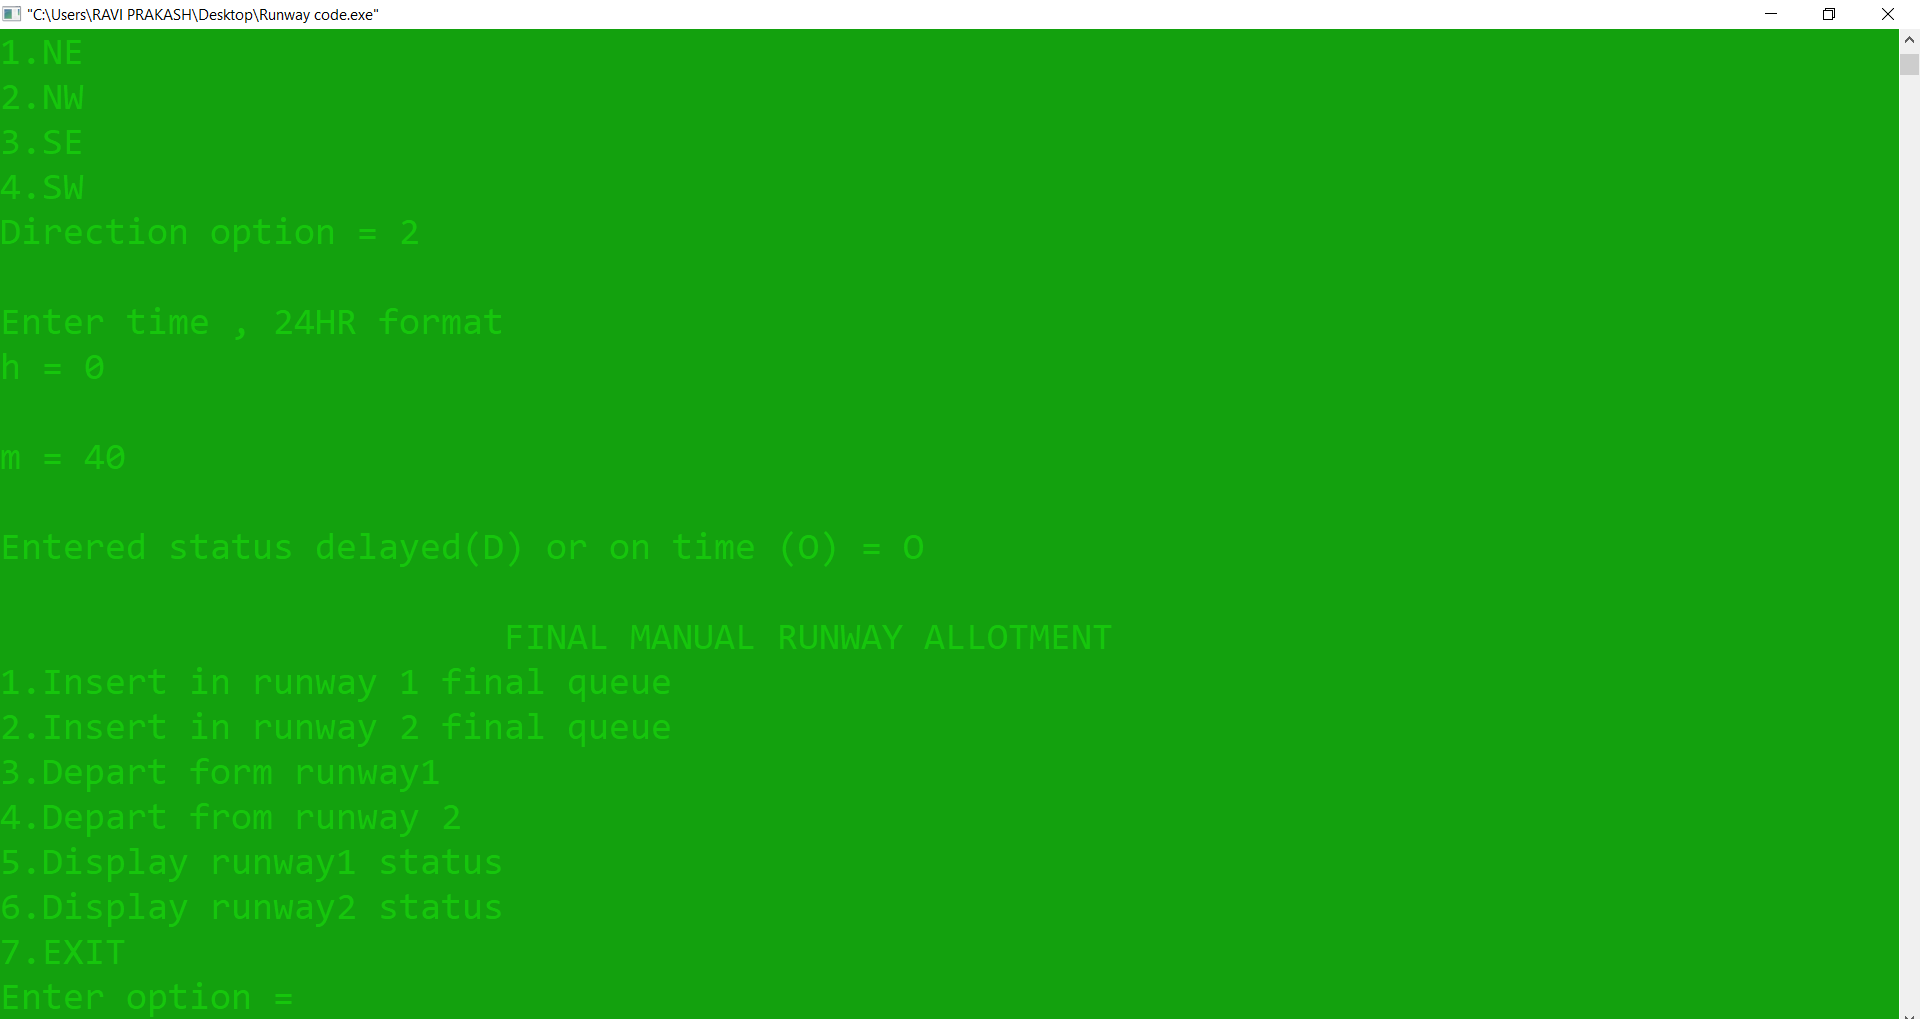 "C:\Users\RAVI PRAKASH\Desktop\Runway code.exe"
1.NE
2.NW
3.SE
4.SW
Direction option = 2
Enter time , 24HR format
h = 0
m = 40
Entered status delayed(D) or on time (O) = O
FINAL MANUAL RUNWAY ALLOTMENT
1.Insert in runway 1 final queue
2.Insert in runway 2 final queue
3.Depart form runway1
4.Depart from runway 2
5.Display runway1 status
6.Display runway2 status
7.EXIT
Enter option =